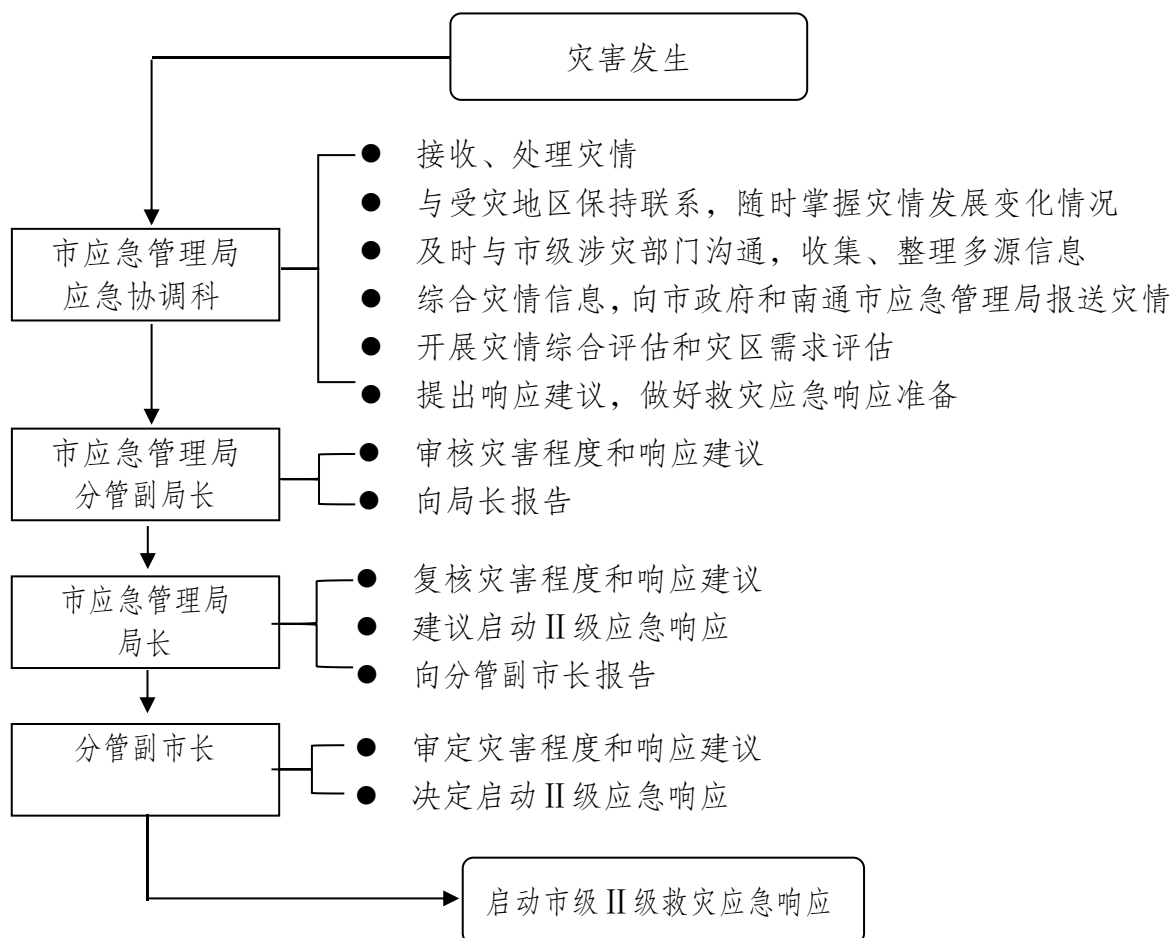 灾害发生
● 接收、处理灾情
● 与受灾地区保持联系，随时掌握灾情发展变化情况
市应急管理局
应急协调科
● 及时与市级涉灾部门沟通，收集、整理多源信息
● 综合灾情信息，向市政府和南通市应急管理局报送灾情
● 开展灾情综合评估和灾区需求评估
● 提出响应建议，做好救灾应急响应准备
市应急管理局
分管副局长
● 审核灾害程度和响应建议
● 向局长报告
市应急管理局
局长
● 复核灾害程度和响应建议
● 建议启动Ⅱ级应急响应
● 向分管副市长报告
分管副市长
● 审定灾害程度和响应建议
● 决定启动Ⅱ级应急响应
启动市级Ⅱ级救灾应急响应